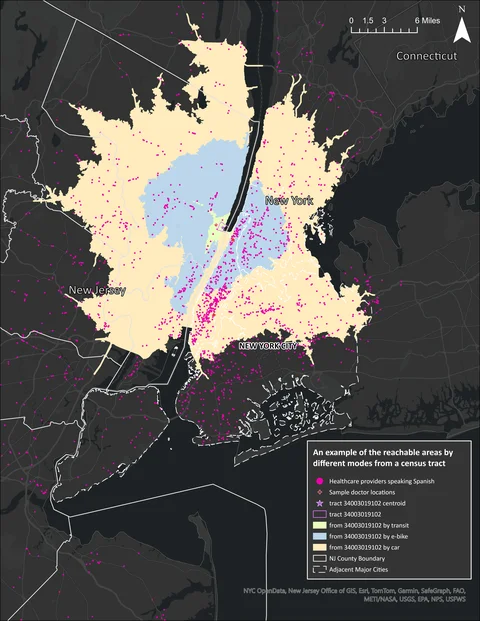 0 1.5 3 6 Miles
N
Connecticut
New York
New Jersey
NEW YORK CITY
An example of the reachable areas by
different modes from a census tract
Healthcare providers speaking Spanish
Sample doctor locations
tract 34003019102 centroid
tract 34003019102
from 34003019102 by transit
from 34003019102 by e-bike
from 34003019102 by car
NJ County Boundary
Adjacent Major Cities
NYC OpenData, New Jersey Office of GIS, Esri, TomTom, Garmin, SafeGraph, FAO,
METI/NASA, USGS, EPA, NPS, USFWS